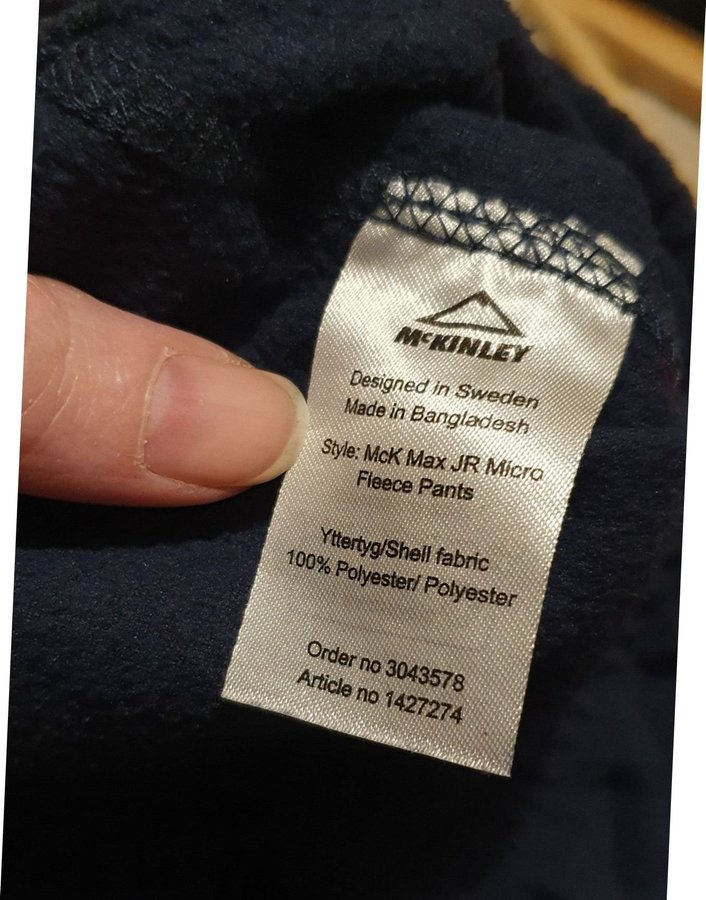 McKINLEY
Designed in Sweden
Made in Bangladesh
Style: McK Max JR Micro
Fleece Pants
Yttertyg/Shell fabric
100% Polyester/ Polyester
Order no 3043578
Article no 1427274